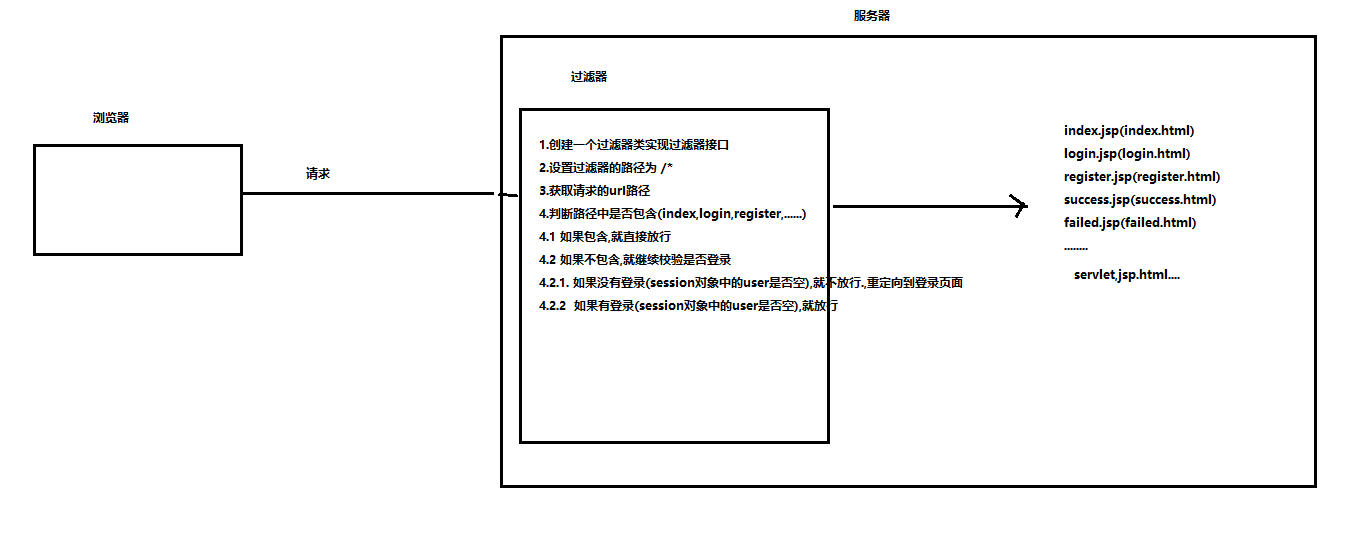 服务器
过滤器
浏览器
请求
1.创建一个过滤器类实现过滤器接口
2.设置过滤器的路径为 /*
3.获取请求的url路径
4.判断路径中是否包含(index,login,register,......)
4.1 如果包含,就直接放行
4.2 如果不包含,就继续校验是否登录
4.2.1. 如果没有登录(session对象中的user是否空),就不放行.,重定向到登录页面
4.2.2  如果有登录(session对象中的user是否空),就放行
index.jsp(index.html)
login.jsp(login.html)
register.jsp(register.html)
success.jsp(success.html)
failed.jsp(failed.html)
........
servlet,jsp.html....